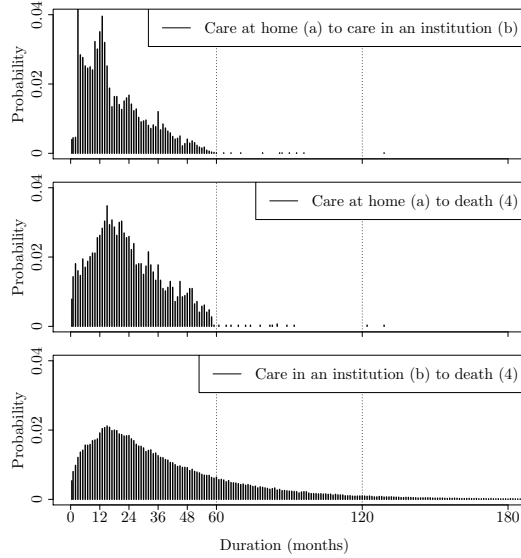 Care at home (a) to care in an institution (b)
Probability
0.04
0.02
0
Care at home (a) to death (4)
Probability
0.04
0.02
0
Care in an institution (b) to death (4)
Probability
0.04
0.02
0
0 12 24 36 48 60 120 180
Duration (months)